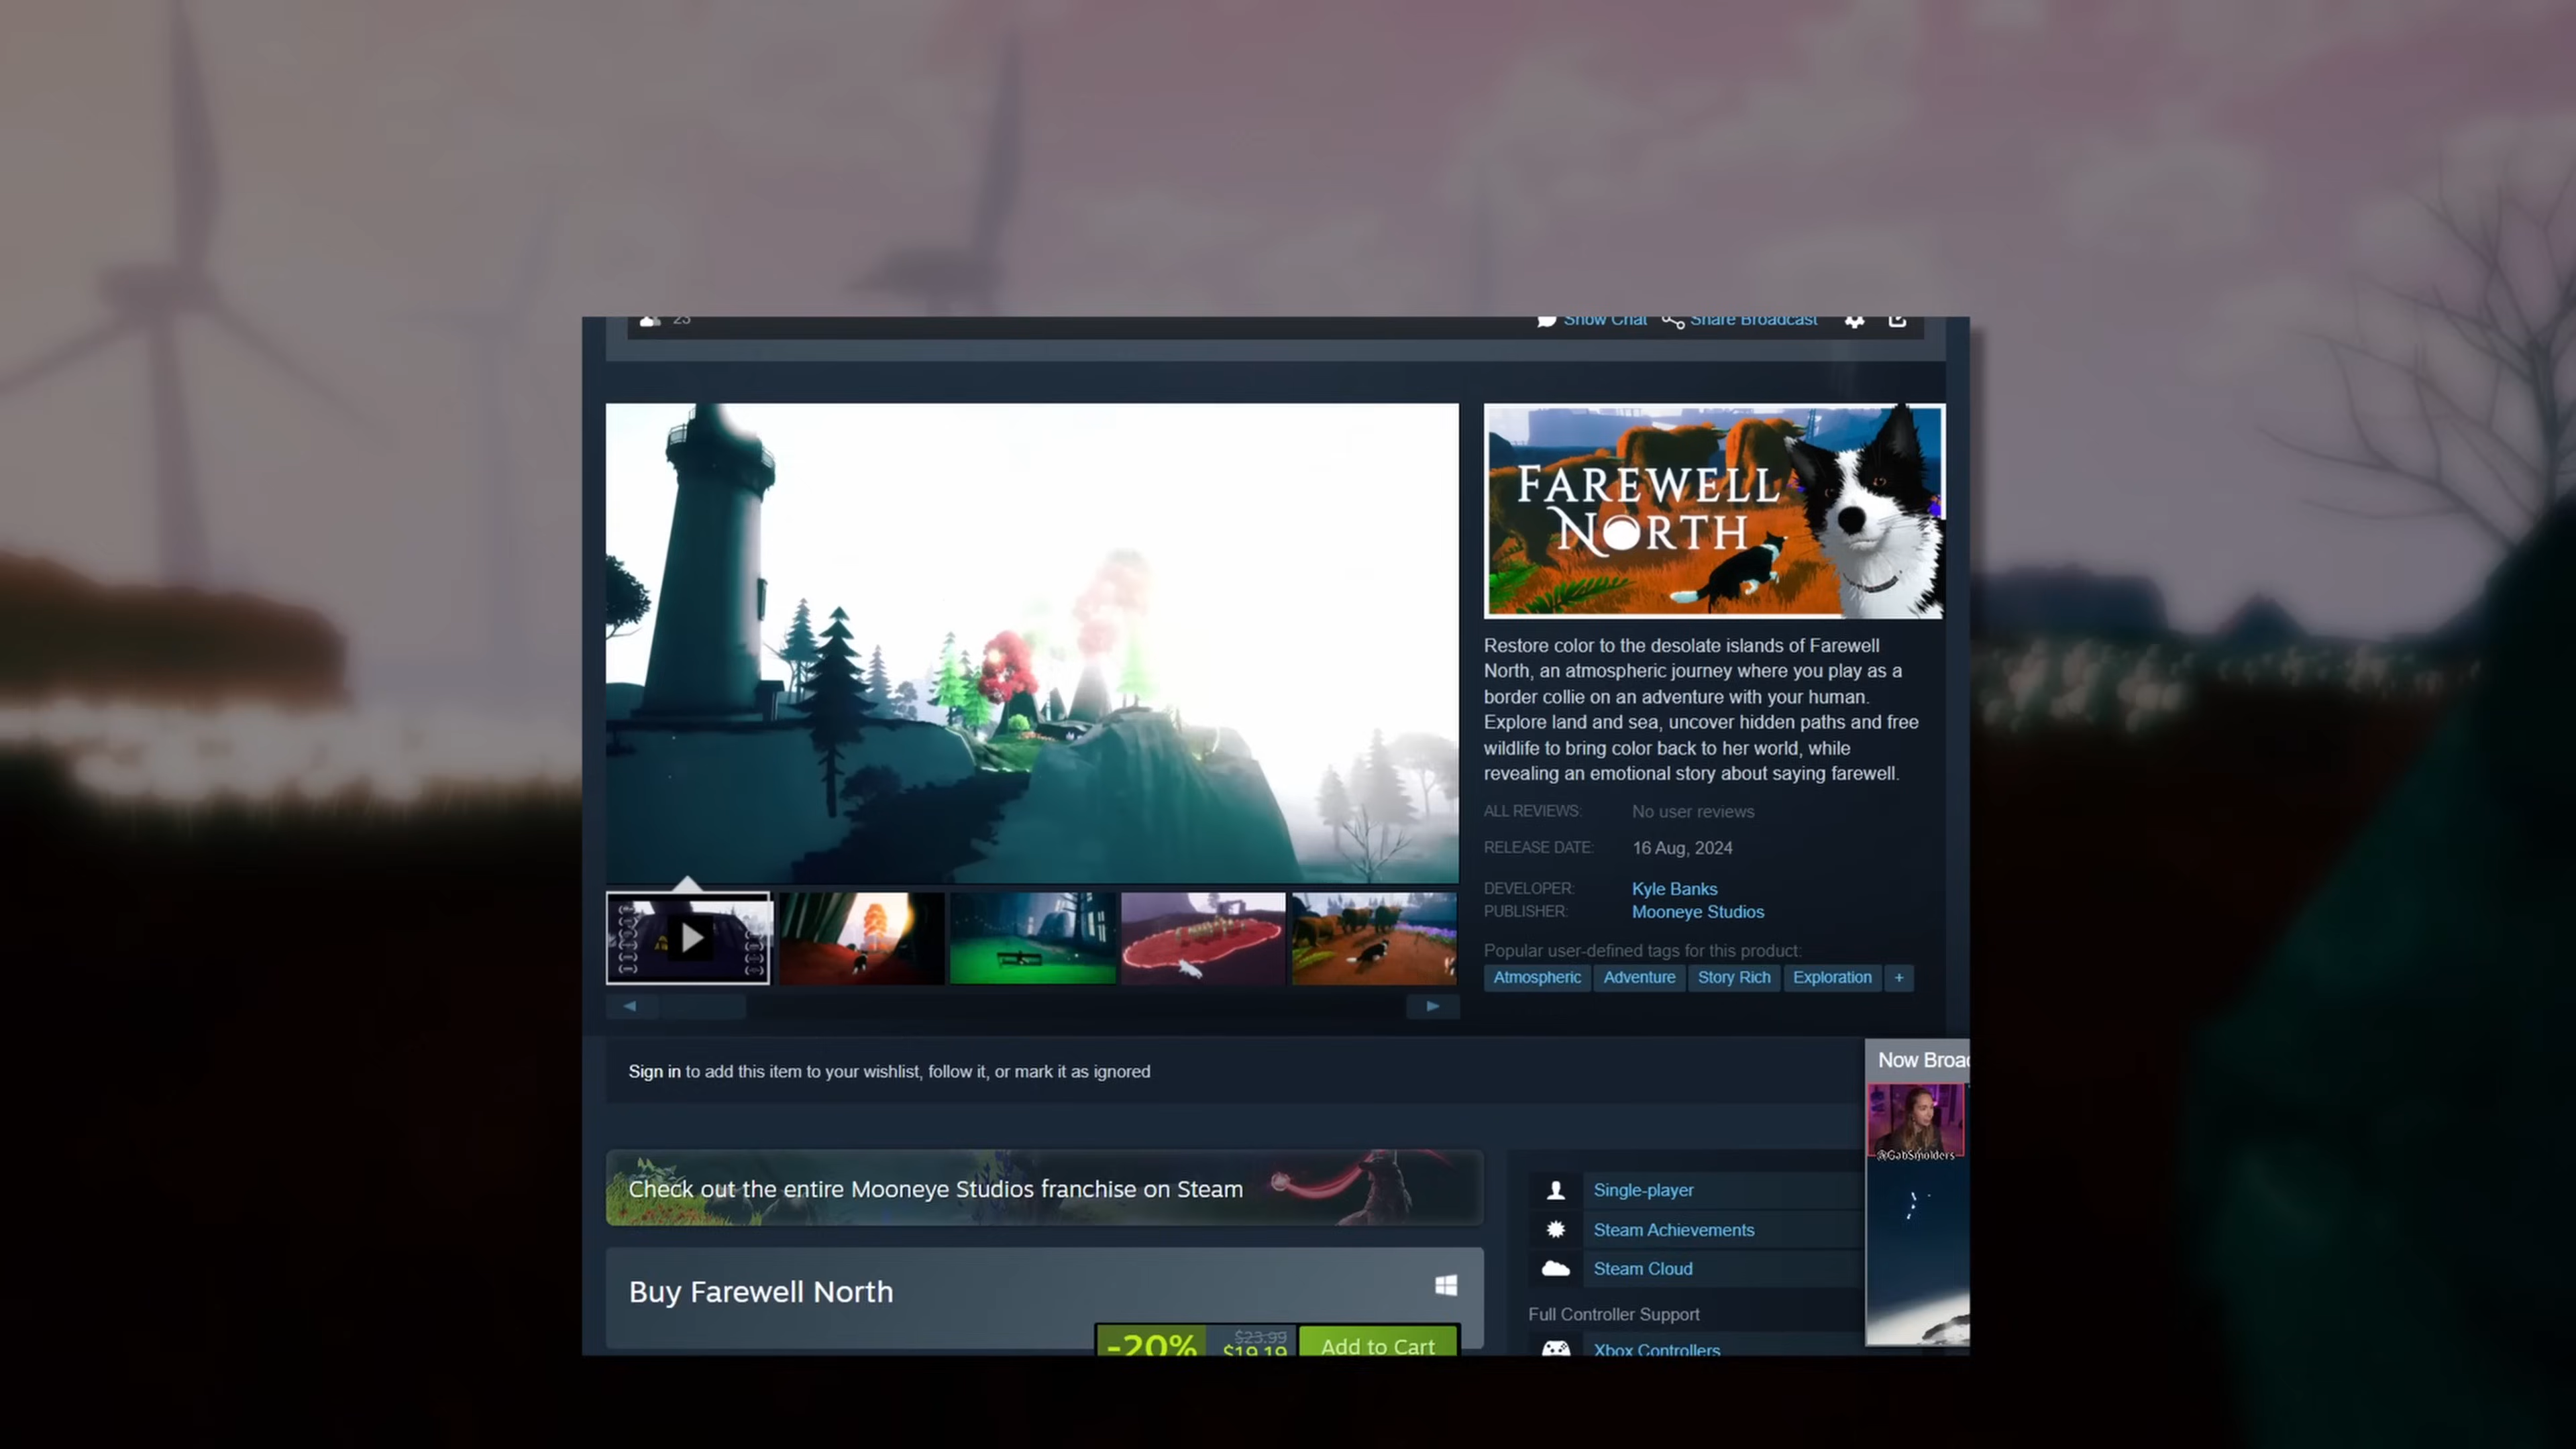 23
Show Chat
Share Broadcast
FAREWELL
NORTH
Restore color to the desolate islands of Farewell
North, an atmospheric journey where you play as a
border collie on an adventure with your human.
Explore land and sea, uncover hidden paths and free
wildlife to bring color back to her world, while
revealing an emotional story about saying farewell.
ALL REVIEWS: No user reviews
RELEASE DATE: 16 Aug, 2024
DEVELOPER: Kyle Banks
PUBLISHER: Mooneye Studios
Popular user-defined tags for this product:
Atmospheric Adventure Story Rich Exploration +
Sign in to add this item to your wishlist, follow it, or mark it as ignored
Now Broad
@GabSmolders
Check out the entire Mooneye Studios franchise on Steam
Single-player
Steam Achievements
Steam Cloud
Buy Farewell North
Full Controller Support
-20% $23.99 $19.19 Add to Cart
Xbox Controllers